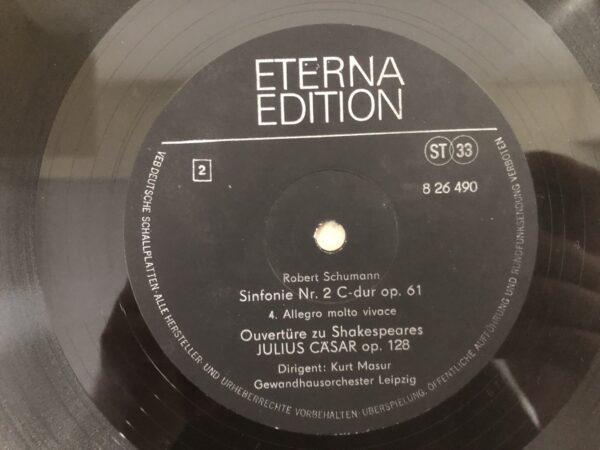 ETERNA
EDITION
ST 33
2
8 26 490
Robert Schumann
Sinfonie Nr. 2 C-dur op. 61
4. Allegro molto vivace
Ouvertüre zu Shakespeares
JULIUS CÄSAR op. 128
Dirigent: Kurt Masur
Gewandhausorchester Leipzig
VEB DEUTSCHE SCHALLPLATTEN · ALLE HERSTELLER- UND URHEBERRECHTE VORBEHALTEN · ÜBERSPIELUNG, ÖFFENTLICHE AUFFÜHRUNG UND RUNDFUNKSENDUNG VERBOTEN